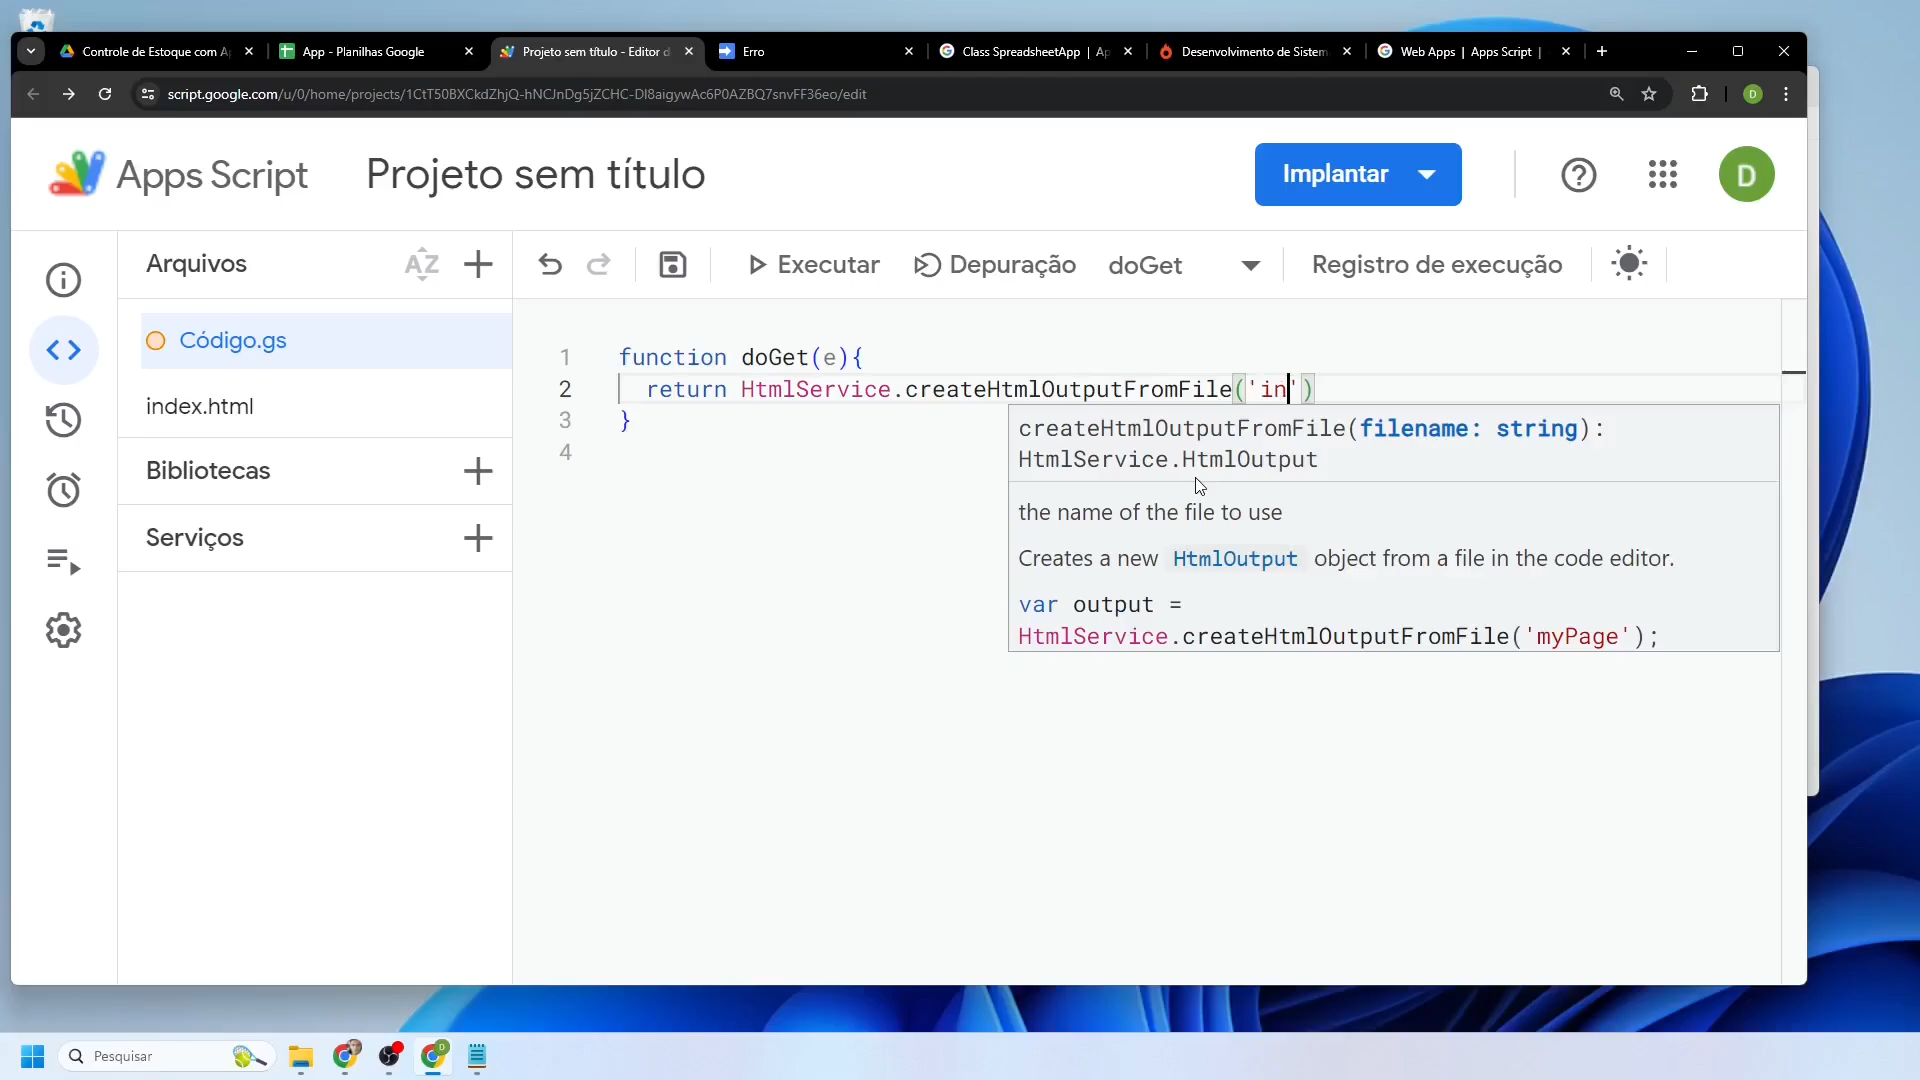 Controle de Estoque com A
App - Planilhas Google
Projeto sem título - Editor d
Erro
Class SpreadsheetApp | Ap
Desenvolvimento de Sistem
Web Apps | Apps Script |
script.google.com/u/0/home/projects/1CtT50BXCkdZhjQ-hNCJnDg5jZCHC-DI8aigywAc6P0AZBQ7snvFF36eo/edit
D
Apps Script
Projeto sem título
Implantar
D
Arquivos
AZ
Executar
Depuração
doGet
Registro de execução
Código.gs
index.html
Bibliotecas
Serviços
1 function doGet(e){
2 return HtmlService.createHtmlOutputFromFile('in')
3 }
4
createHtmlOutputFromFile(filename: string):
HtmlService.HtmlOutput
the name of the file to use
Creates a new HtmlOutput object from a file in the code editor.
var output =
HtmlService.createHtmlOutputFromFile('myPage');
Pesquisar
D